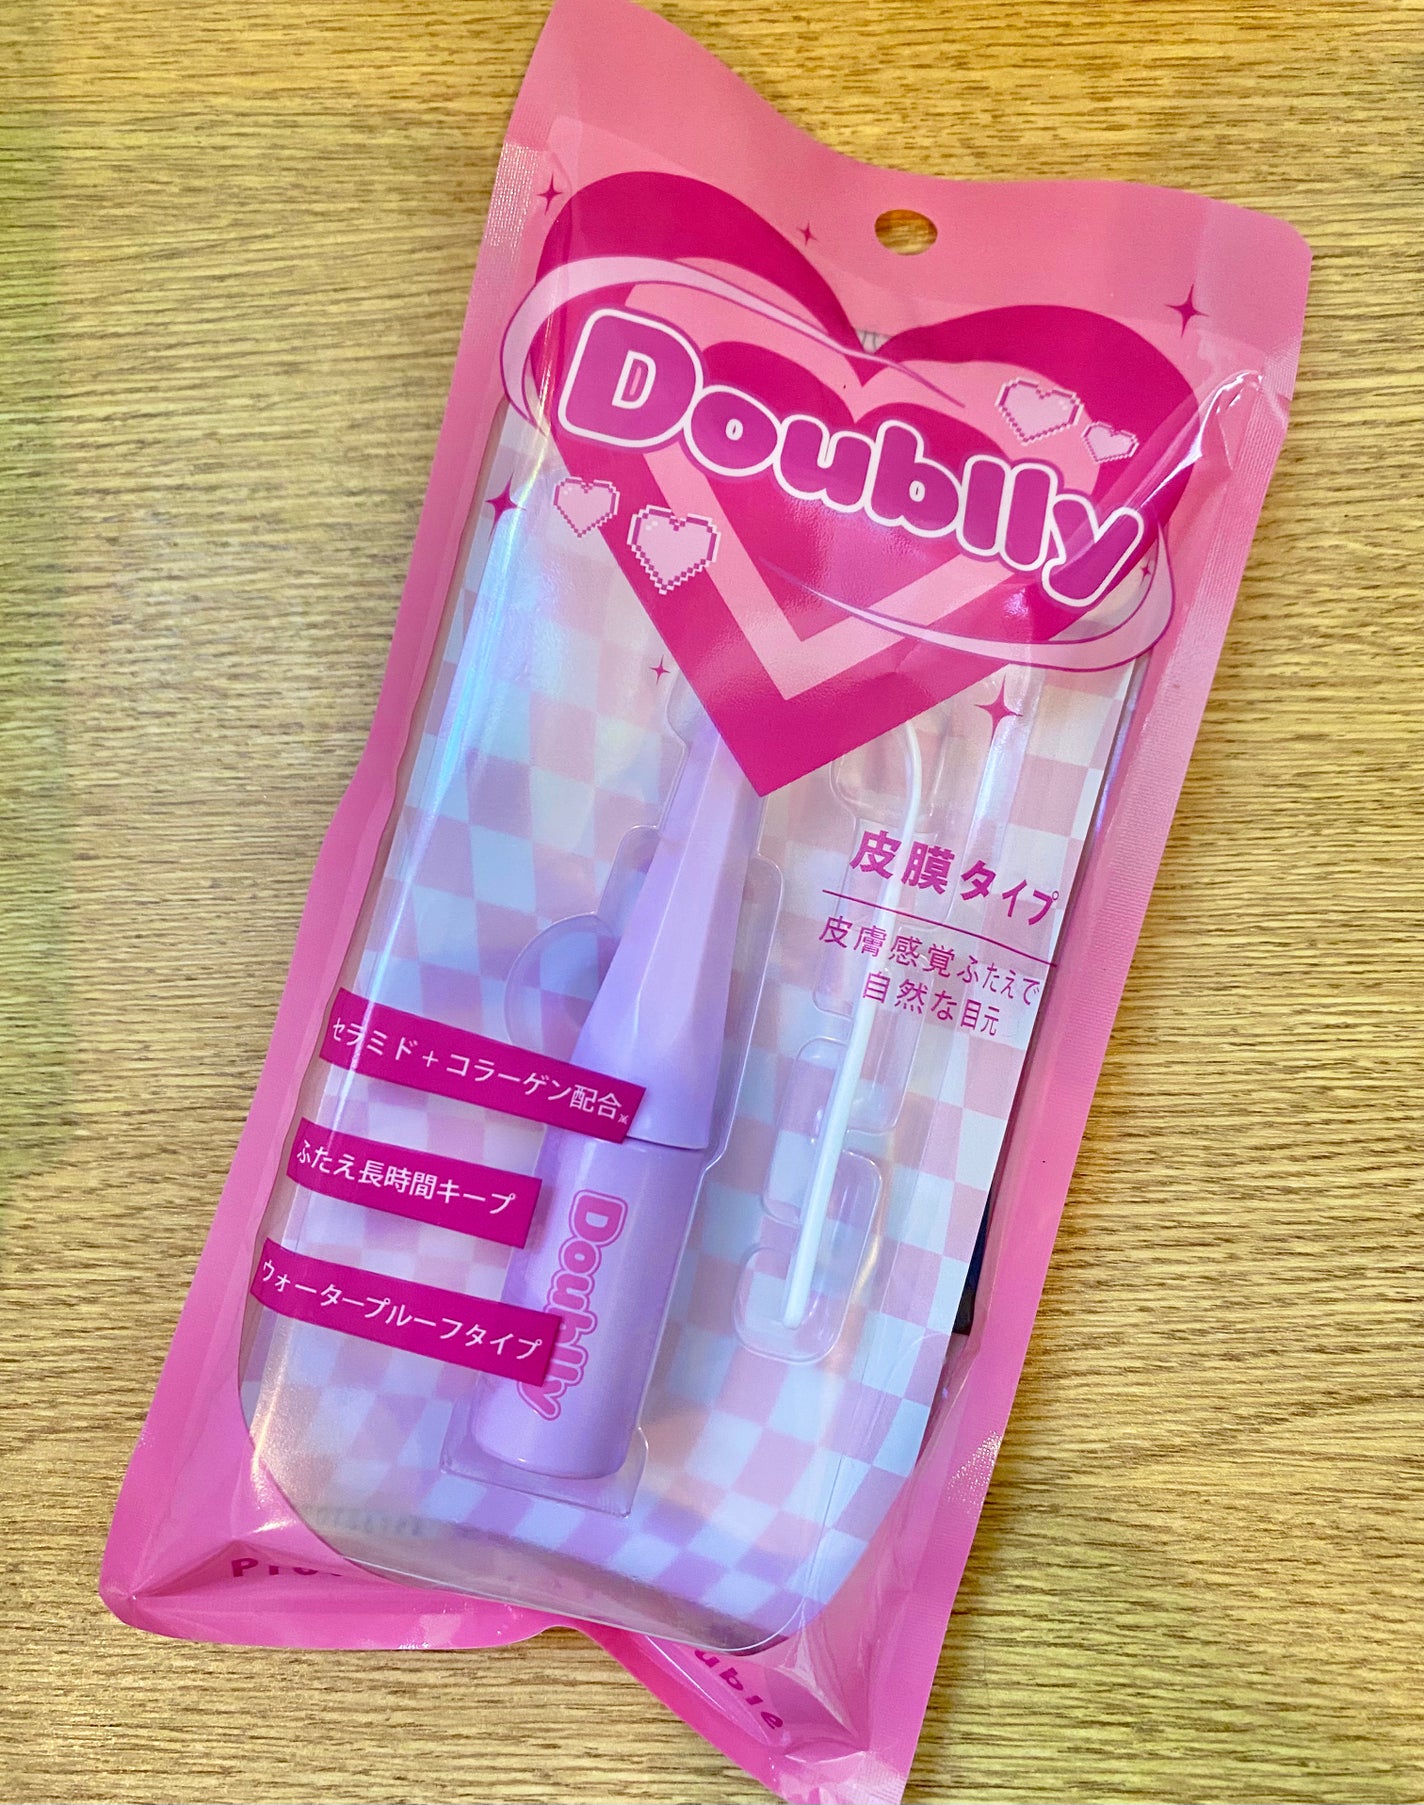 Doublly
皮膜タイプ
皮膚感覚ふたえで
自然な目元
セラミド+コラーゲン配合※
ふたえ長時間キープ
ウォータープルーフタイプ
Doublly